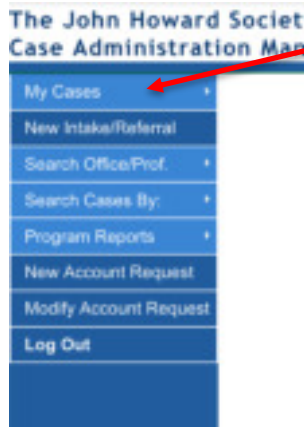 The John Howard Societ
Case Administration Man
My Cases
New Intake/Referral
Search Office/Prof.
Search Cases By:
Program Reports
New Account Request
Modify Account Request
Log Out